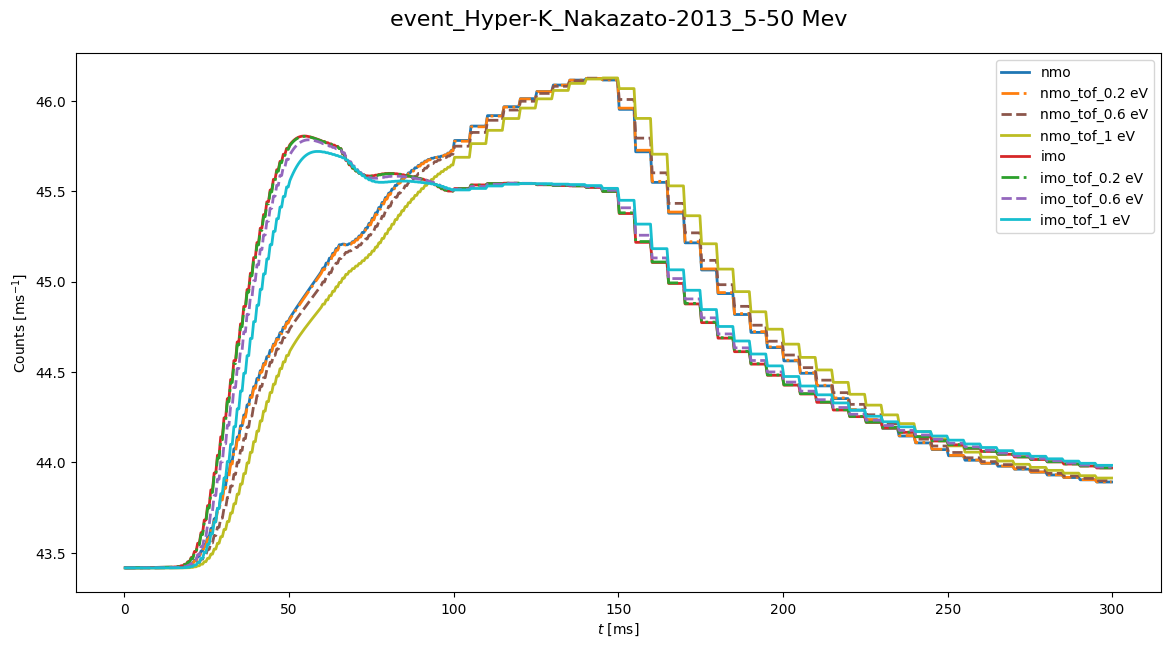 event_Hyper-K_Nakazato-2013_5-50 Mev
nmo
nmo_tof_0.2 eV
nmo_tof_0.6 eV
nmo_tof_1 eV
imo
imo_tof_0.2 eV
imo_tof_0.6 eV
imo_tof_1 eV
Counts [ms⁻¹]
46.0
45.5
45.0
44.5
44.0
43.5
0 50 100 150 200 250 300
t [ms]